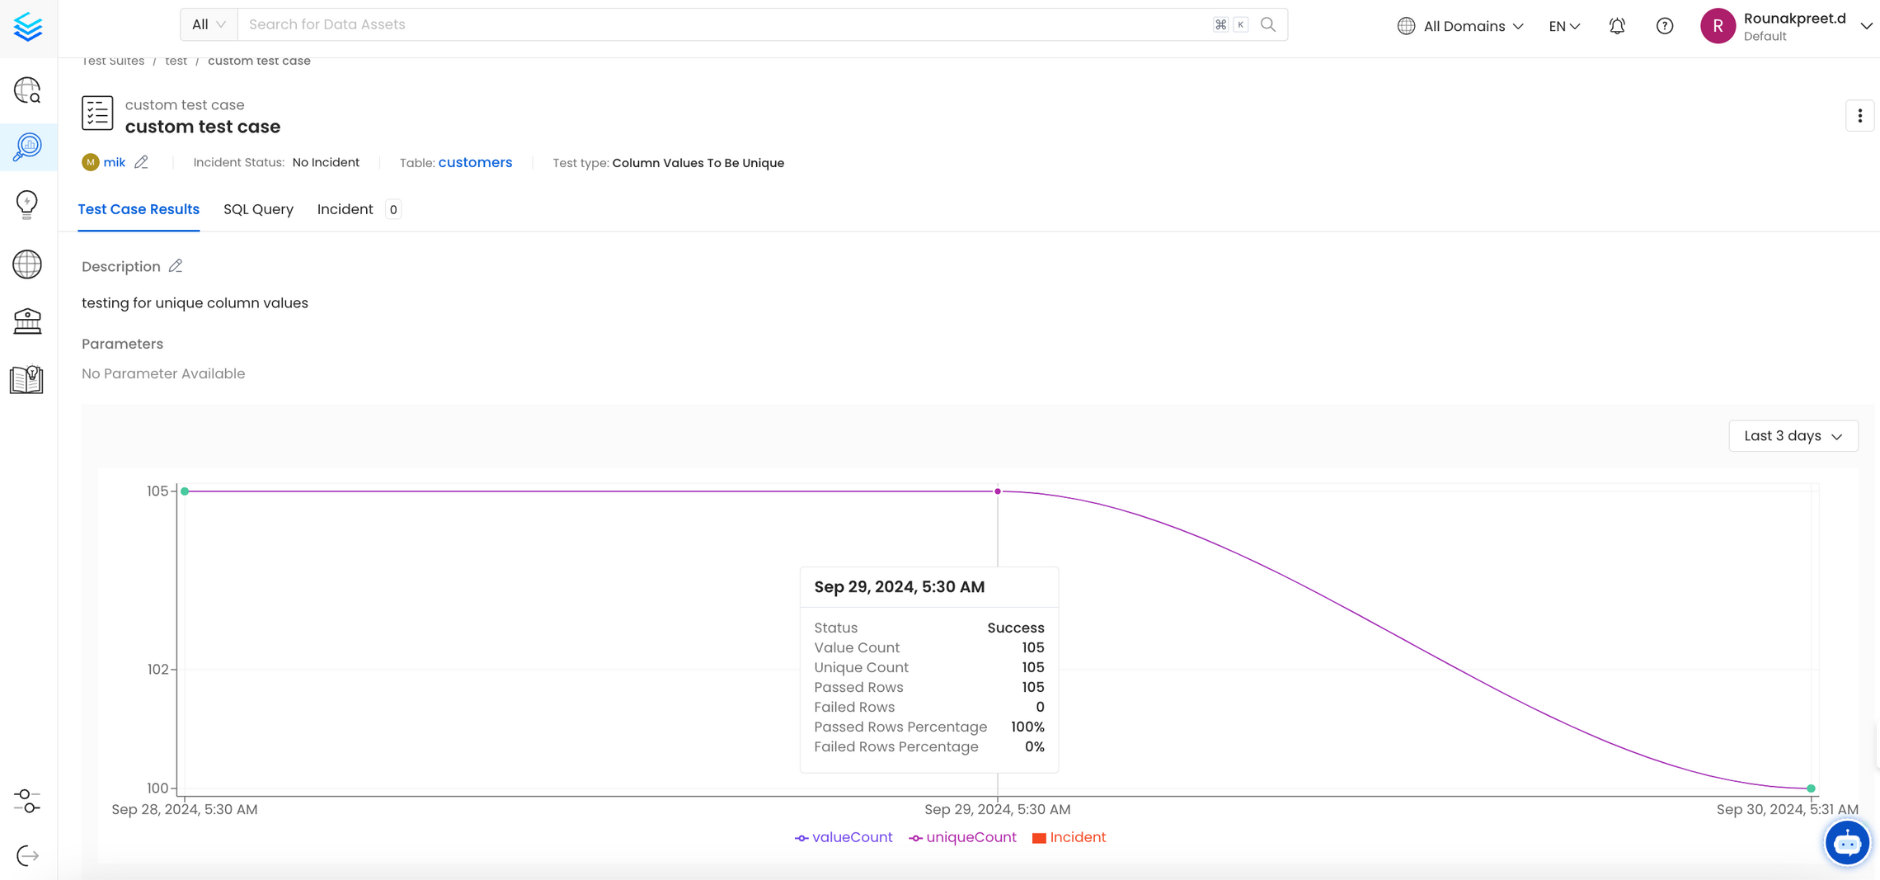 All
Search for Data Assets
⌘ K
All Domains
EN
R
Rounakpreet.d
Default
Test Suites / test / custom test case
custom test case
custom test case
M mik
Incident Status: No Incident
Table: customers
Test type: Column Values To Be Unique
Test Case Results
SQL Query
Incident 0
Description
testing for unique column values
Parameters
No Parameter Available
Last 3 days
105
102
100
Sep 29, 2024, 5:30 AM
Status Success
Value Count 105
Unique Count 105
Passed Rows 105
Failed Rows 0
Passed Rows Percentage 100%
Failed Rows Percentage 0%
Sep 28, 2024, 5:30 AM
Sep 29, 2024, 5:30 AM
Sep 30, 2024, 5:31 AM
valueCount
uniqueCount
Incident